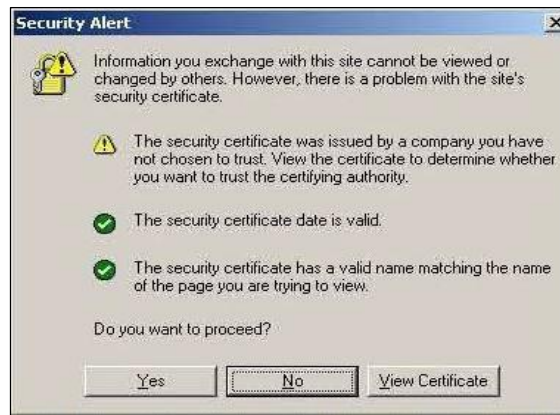 Security Alert
Information you exchange with this site cannot be viewed or
changed by others. However, there is a problem with the site's
security certificate.
The security certificate was issued by a company you have
not chosen to trust. View the certificate to determine whether
you want to trust the certifying authority.
The security certificate date is valid.
The security certificate has a valid name matching the name
of the page you are trying to view.
Do you want to proceed?
Yes No View Certificate